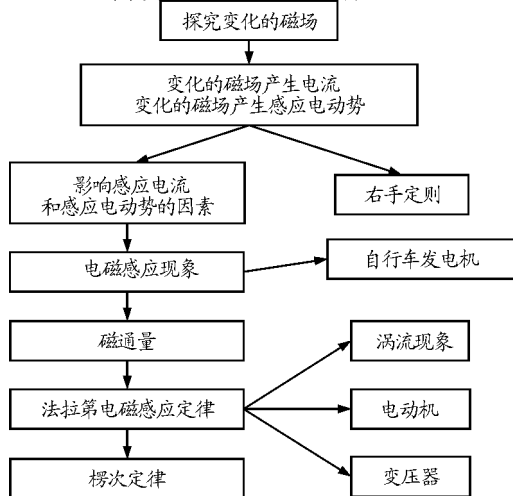 探究变化的磁场
变化的磁场产生电流
变化的磁场产生感应电动势
影响感应电流
和感应电动势的因素
右手定则
电磁感应现象
自行车发电机
磁通量
涡流现象
法拉第电磁感应定律
电动机
楞次定律
变压器